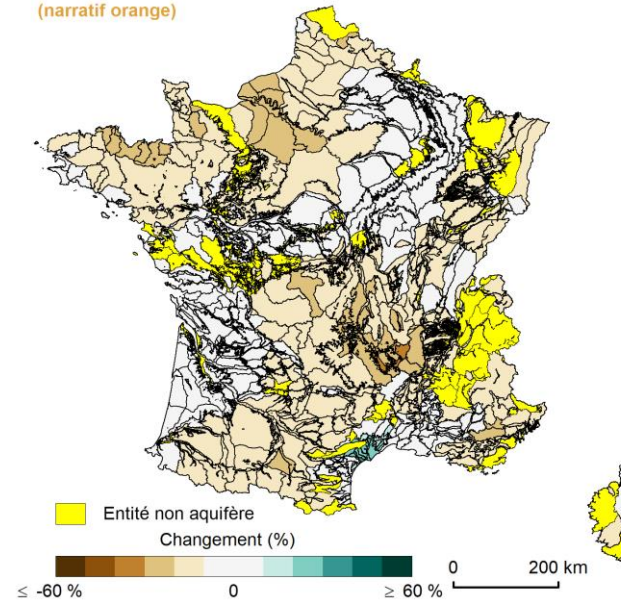 (narratif orange)
Entité non aquifère
Changement (%)
0 200 km
≤ -60 % 0 ≥ 60 %